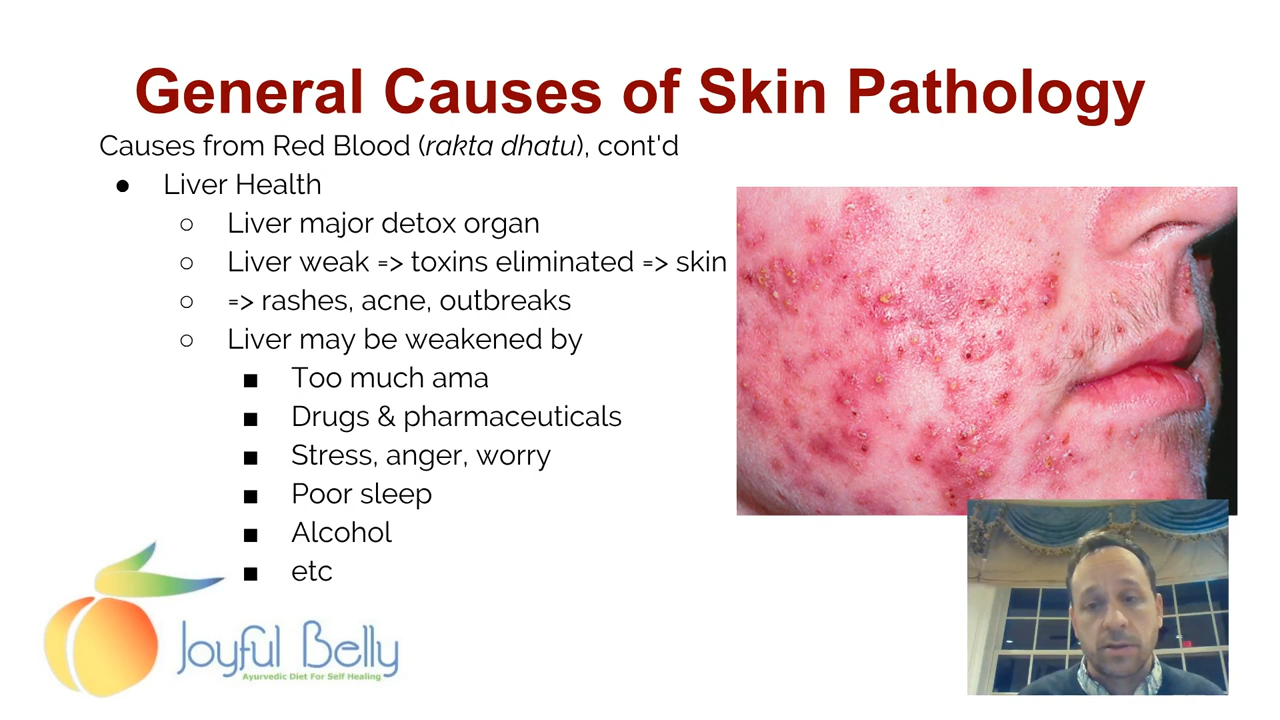 General Causes of Skin Pathology
Causes from Red Blood (rakta dhatu), cont'd
● Liver Health
○ Liver major detox organ
○ Liver weak => toxins eliminated => skin
○ => rashes, acne, outbreaks
○ Liver may be weakened by
■ Too much ama
■ Drugs & pharmaceuticals
■ Stress, anger, worry
■ Poor sleep
■ Alcohol
■ etc
Joyful Belly
Ayurvedic Diet For Self Healing